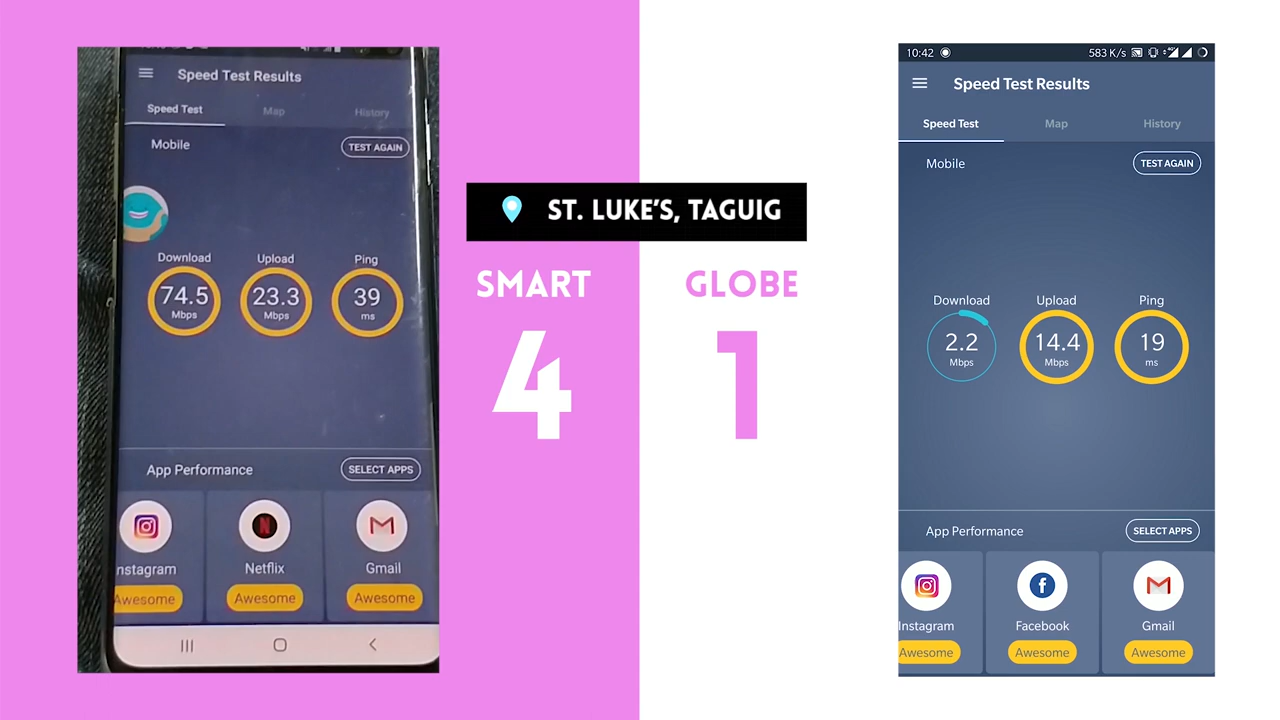 Speed Test Results
Speed Test Map History
Mobile TEST AGAIN
Download Upload Ping
74.5 23.3 39
Mbps Mbps ms
App Performance SELECT APPS
nstagram Netflix Gmail
Awesome Awesome Awesome
ST. LUKE'S, TAGUIG
SMART GLOBE
4 1
10:42 583 K/s
Speed Test Results
Speed Test Map History
Mobile TEST AGAIN
Download Upload Ping
2.2 14.4 19
Mbps Mbps ms
App Performance SELECT APPS
Instagram Facebook Gmail
Awesome Awesome Awesome